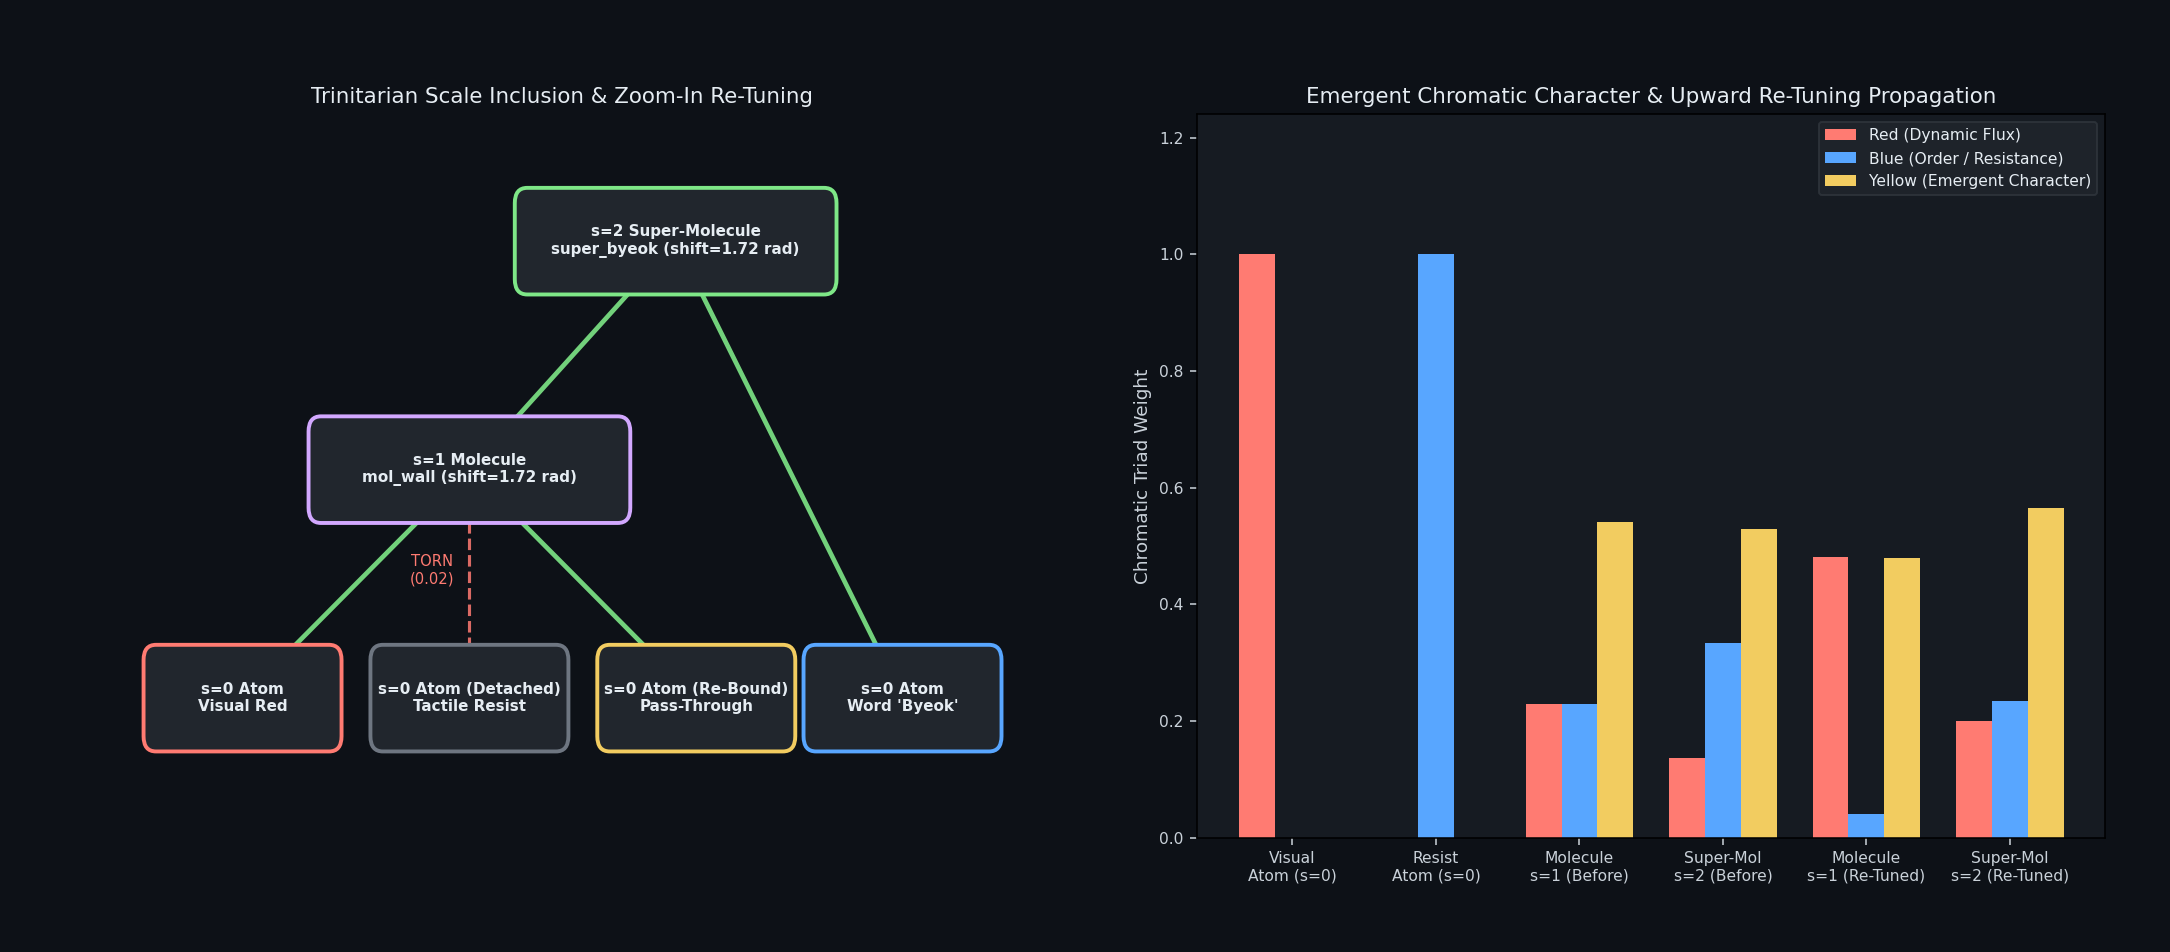 Trinitarian Scale Inclusion & Zoom-In Re-Tuning
s=2 Super-Molecule
super_byeok (shift=1.72 rad)
s=1 Molecule
mol_wall (shift=1.72 rad)
TORN
(0.02)
s=0 Atom
Visual Red
s=0 Atom (Detached)
Tactile Resist
s=0 Atom (Re-Bound)
Pass-Through
s=0 Atom
Word 'Byeok'
Emergent Chromatic Character & Upward Re-Tuning Propagation
Red (Dynamic Flux)
Blue (Order / Resistance)
Yellow (Emergent Character)
Chromatic Triad Weight
1.2
1.0
0.8
0.6
0.4
0.2
0.0
Visual
Atom (s=0)
Resist
Atom (s=0)
Molecule
s=1 (Before)
Super-Mol
s=2 (Before)
Molecule
s=1 (Re-Tuned)
Super-Mol
s=2 (Re-Tuned)